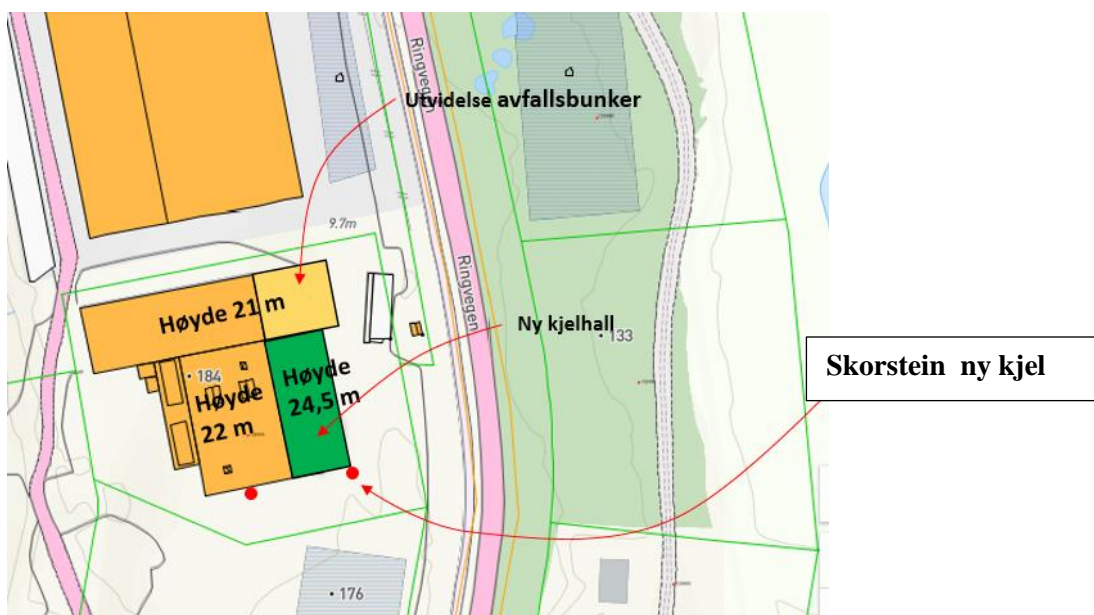 Ringvegen
Utvidelse avfallsbunker
9.7m
Ringvegen
Høyde 21 m
Ny kjelhall
133
Skorstein ny kjel
184
Høyde
22 m
Høyde
24,5 m
176